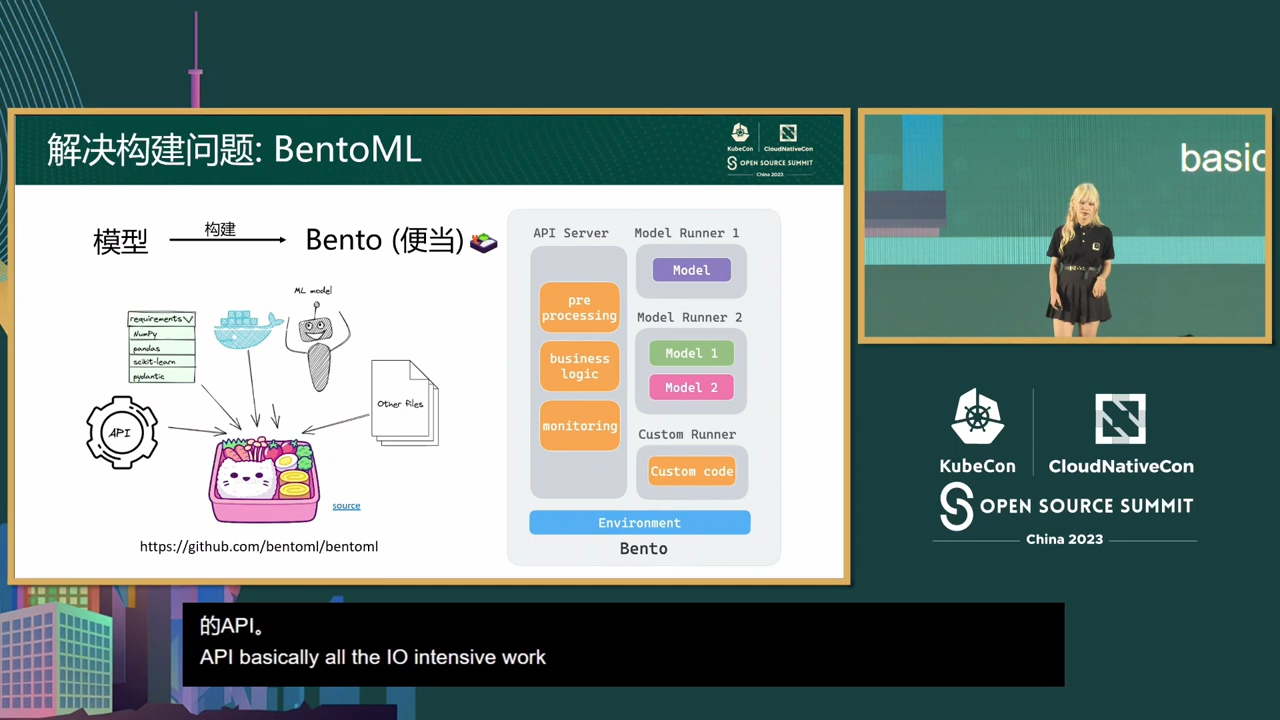 解决构建问题: BentoML
KubeCon
CloudNativeCon
OPEN SOURCE SUMMIT
China 2023
模型
构建
Bento (便当)
requirements
NumPy
pandas
scikit-learn
pydantic
ML model
API
Other files
source
https://github.com/bentoml/bentoml
API Server
pre
processing
business
logic
monitoring
Model Runner 1
Model
Model Runner 2
Model 1
Model 2
Custom Runner
Custom code
Environment
Bento
basic
KubeCon
CloudNativeCon
OPEN SOURCE SUMMIT
China 2023
的API。
API basically all the IO intensive work